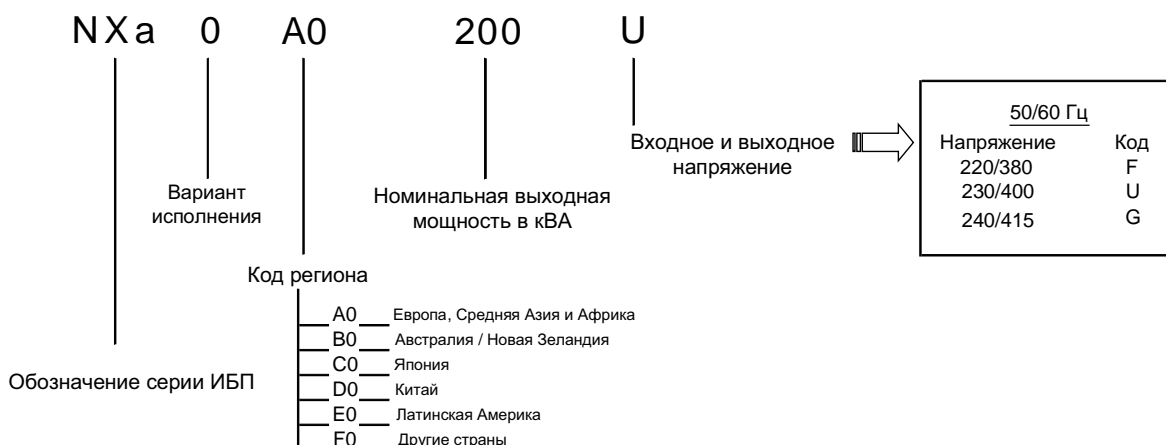 NXa 0 A0 200 U
50/60 Гц
Напряжение Код
220/380 F
230/400 U
240/415 G
Входное и выходное
напряжение
Вариант
исполнения
Номинальная выходная
мощность в кВА
Код региона
A0 Европа, Средняя Азия и Африка
B0 Австралия / Новая Зеландия
C0 Япония
D0 Китай
E0 Латинская Америка
F0 Другие страны
Обозначение серии ИБП